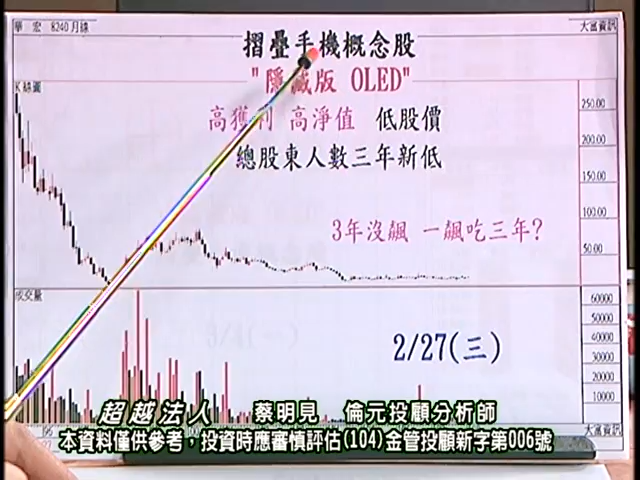 華 宏 8240 月線
大富資訊
摺疊手機概念股
"隱藏版 OLED"
K 線圖
高獲利 高淨值 低股價
總股東人數三年新低
3年沒飆 一飆吃三年?
250.00
200.00
150.00
100.00
50.00
成交量
3/4(一)
2/27(三)
60000
50000
40000
30000
20000
10000
超越法人 蔡明見 倫元投顧分析師
本資料僅供參考,投資時應審慎評估(104)金管投顧新字第006號
大富資訊